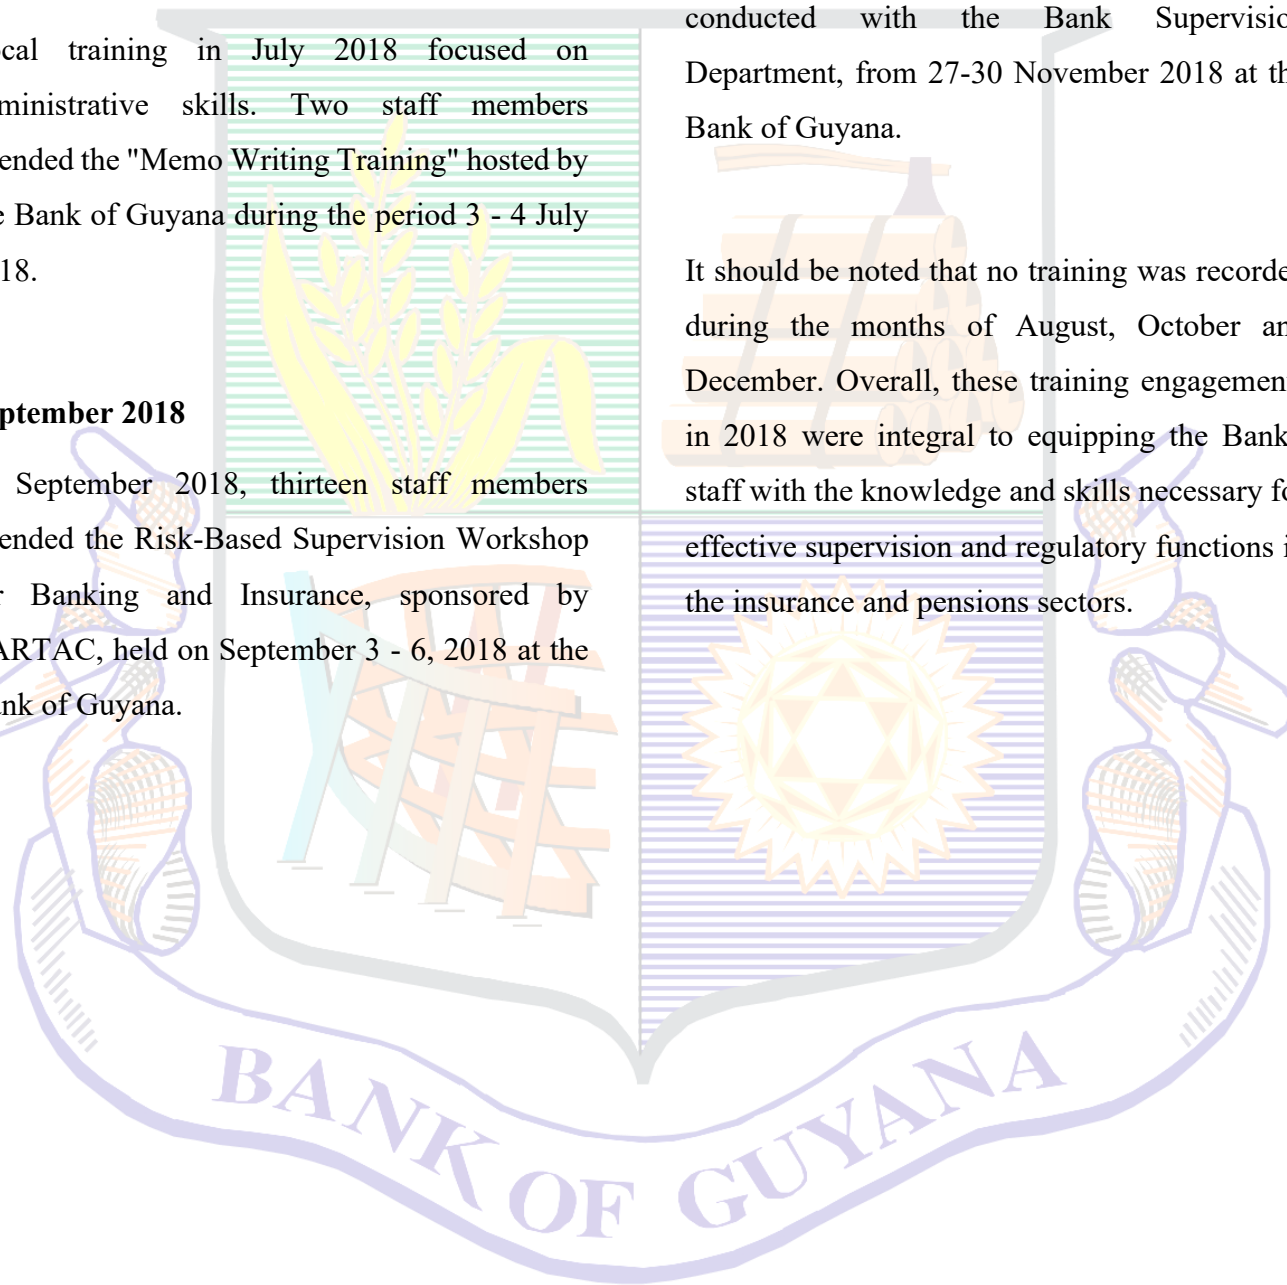 ocal training in July 2018 focused on
ministrative skills. Two staff members
ended the "Memo Writing Training" hosted by
e Bank of Guyana during the period 3 - 4 July
18.
ptember 2018
September 2018, thirteen staff members
ended the Risk-Based Supervision Workshop
r Banking and Insurance, sponsored by
ARTAC, held on September 3 - 6, 2018 at the
ank of Guyana.
conducted with the Bank Supervisio
Department, from 27-30 November 2018 at th
Bank of Guyana.
It should be noted that no training was recorde
during the months of August, October an
December. Overall, these training engagement
in 2018 were integral to equipping the Bank
staff with the knowledge and skills necessary fo
effective supervision and regulatory functions i
the insurance and pensions sectors.
BANK OF GUYANA